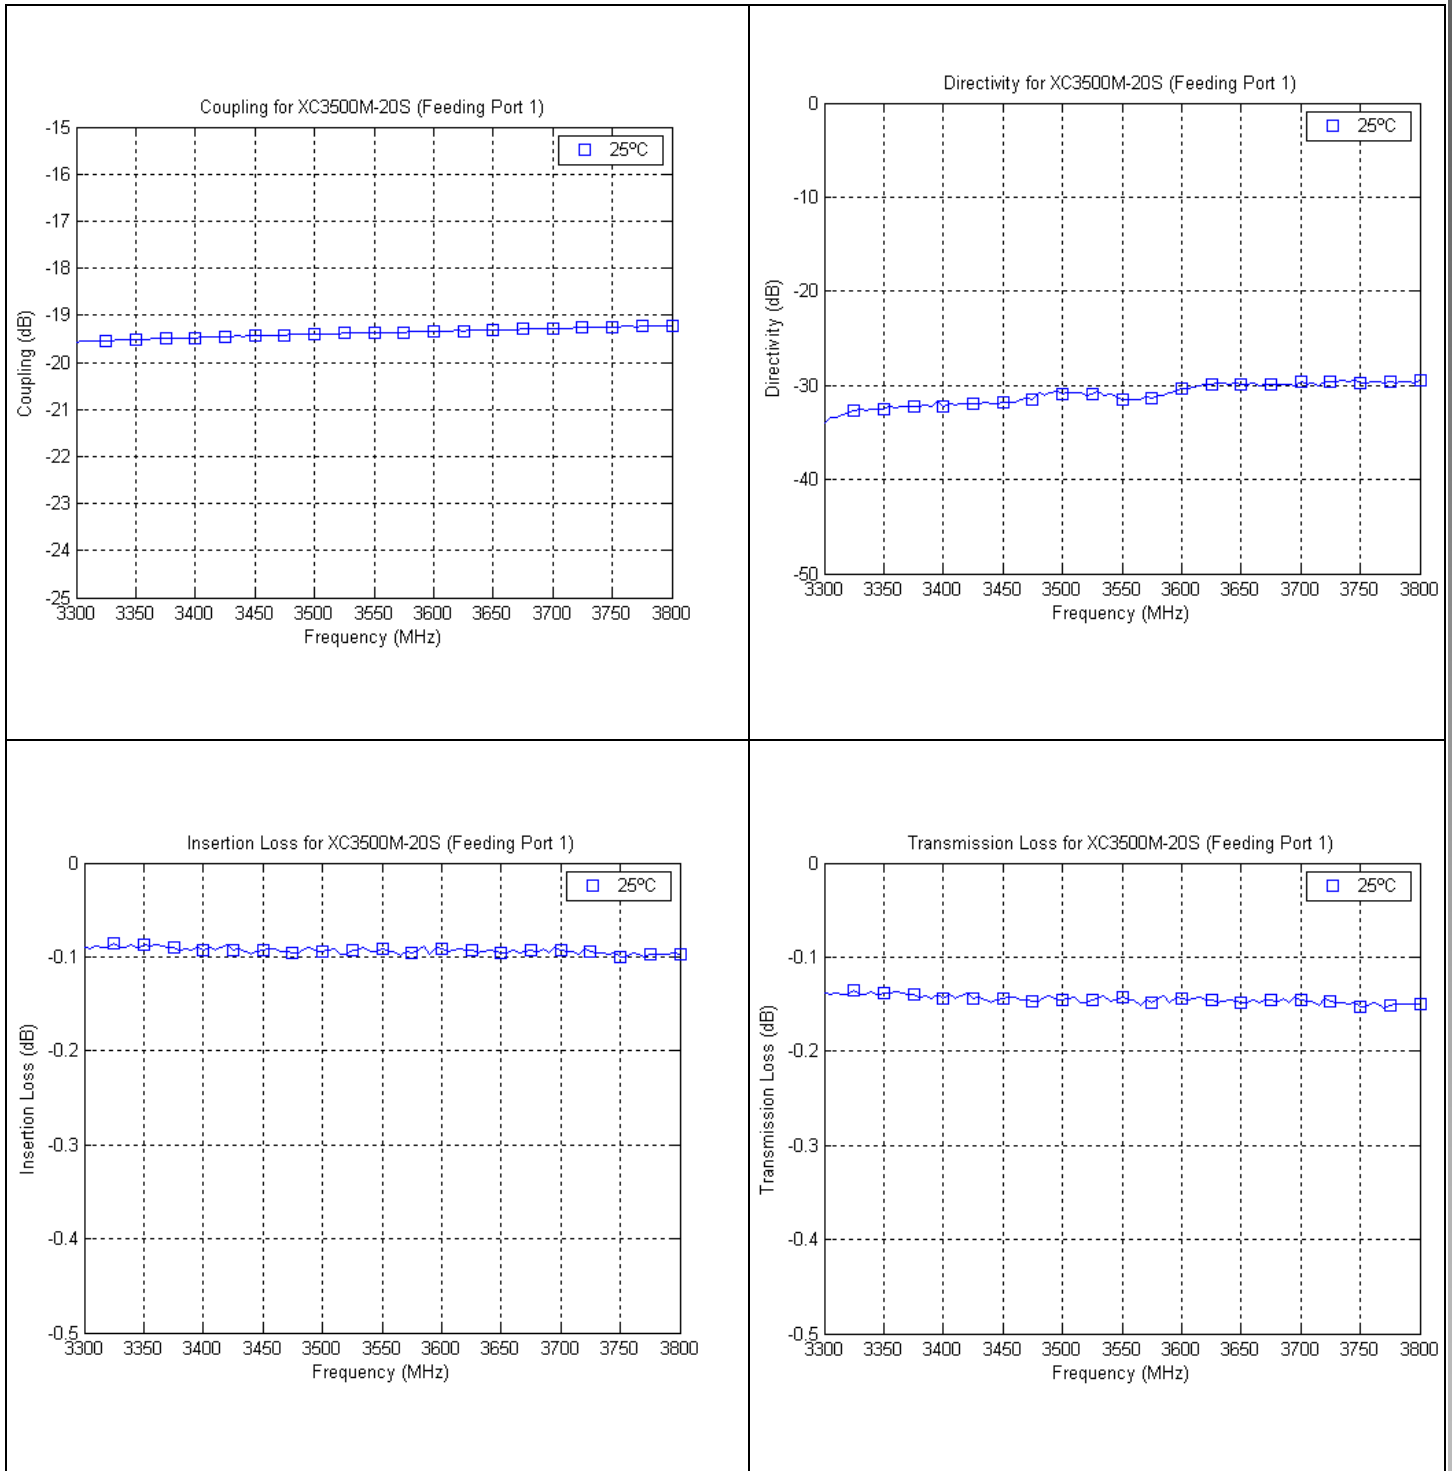 Coupling for XC3500M-20S (Feeding Port 1)
25ºC
-15
-16
-17
-18
-19
-20
-21
-22
-23
-24
-25
Coupling (dB)
3300 3350 3400 3450 3500 3550 3600 3650 3700 3750 3800
Frequency (MHz)
Directivity for XC3500M-20S (Feeding Port 1)
25ºC
0
-10
-20
-30
-40
-50
Directivity (dB)
3300 3350 3400 3450 3500 3550 3600 3650 3700 3750 3800
Frequency (MHz)
Insertion Loss for XC3500M-20S (Feeding Port 1)
25ºC
0
-0.1
-0.2
-0.3
-0.4
-0.5
Insertion Loss (dB)
3300 3350 3400 3450 3500 3550 3600 3650 3700 3750 3800
Frequency (MHz)
Transmission Loss for XC3500M-20S (Feeding Port 1)
25ºC
0
-0.1
-0.2
-0.3
-0.4
-0.5
Transmission Loss (dB)
3300 3350 3400 3450 3500 3550 3600 3650 3700 3750 3800
Frequency (MHz)